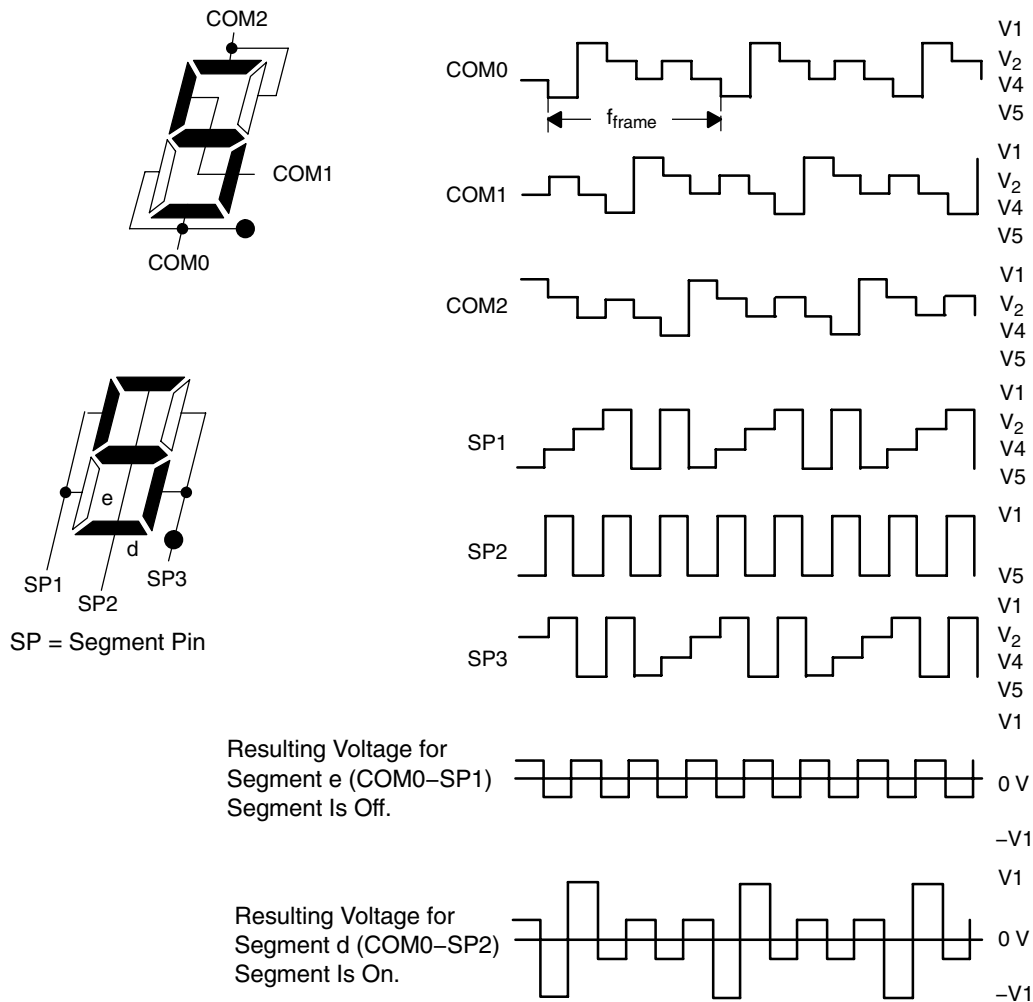 COM2
COM1
COM0
e
d
SP1
SP2
SP3
SP = Segment Pin
COM0
f frame
V1
V2
V4
V5
COM1
V1
V2
V4
V5
COM2
V1
V2
V4
V5
SP1
V1
V2
V4
V5
SP2
V1
V5
SP3
V1
V2
V4
V5
Resulting Voltage for
Segment e (COM0–SP1)
Segment Is Off.
V1
0 V
–V1
Resulting Voltage for
Segment d (COM0–SP2)
Segment Is On.
V1
0 V
–V1